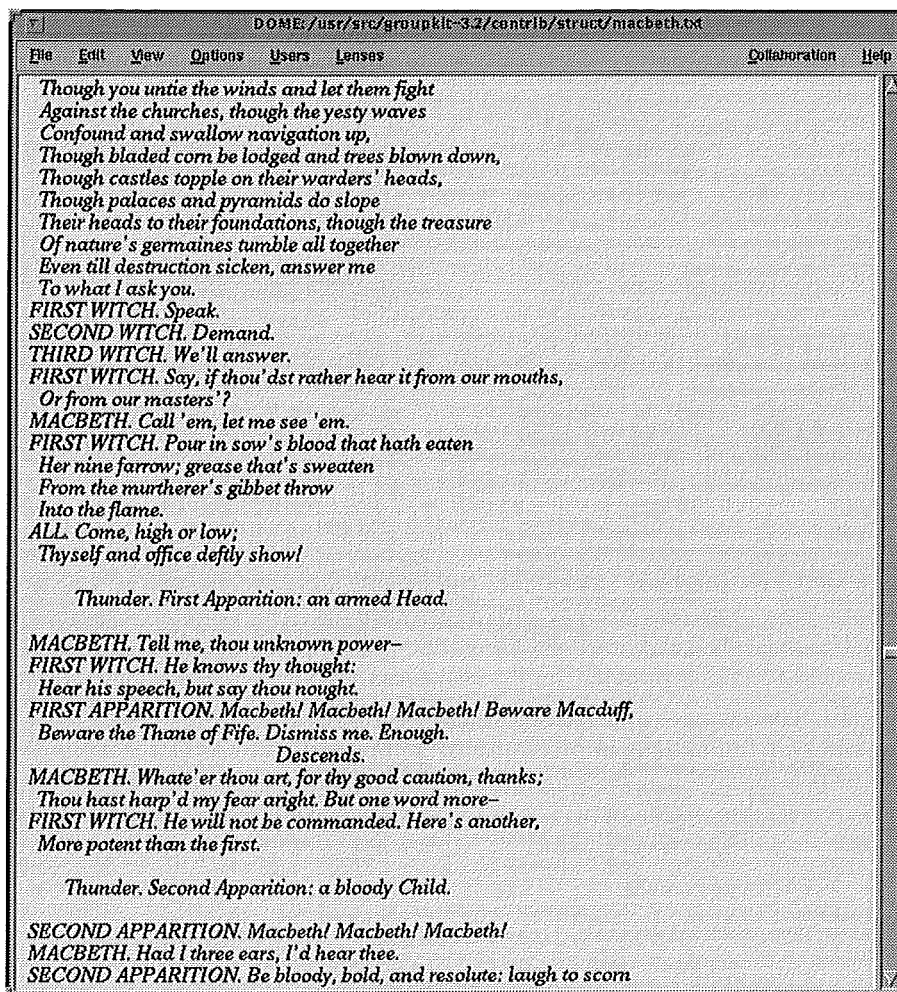 DOME:/usr/src/groupkit-3.2/contrib/struct/macbeth.txt
File Edit View Options Users Lenses Collaboration Help
Though you untie the winds and let them fight
Against the churches, though the yesty waves
Confound and swallow navigation up,
Though bladed corn be lodged and trees blown down,
Though castles topple on their warders' heads,
Though palaces and pyramids do slope
Their heads to their foundations, though the treasure
Of nature's germaines tumble all together
Even till destruction sicken, answer me
To what I ask you.
FIRST WITCH. Speak.
SECOND WITCH. Demand.
THIRD WITCH. We'll answer.
FIRST WITCH. Say, if thou'dst rather hear it from our mouths,
Or from our masters'?
MACBETH. Call 'em, let me see 'em.
FIRST WITCH. Pour in sow's blood that hath eaten
Her nine farrow; grease that's sweaten
From the murtherer's gibbet throw
Into the flame.
ALL. Come, high or low;
Thyself and office deftly show!
Thunder. First Apparition: an armed Head.
MACBETH. Tell me, thou unknown power–
FIRST WITCH. He knows thy thought:
Hear his speech, but say thou nought.
FIRST APPARITION. Macbeth! Macbeth! Macbeth! Beware Macduff,
Beware the Thane of Fife. Dismiss me. Enough.
Descends.
MACBETH. Whate'er thou art, for thy good caution, thanks;
Thou hast harp'd my fear aright. But one word more–
FIRST WITCH. He will not be commanded. Here's another,
More potent than the first.
Thunder. Second Apparition: a bloody Child.
SECOND APPARITION. Macbeth! Macbeth! Macbeth!
MACBETH. Had I three ears, I'd hear thee.
SECOND APPARITION. Be bloody, bold, and resolute: laugh to scorn